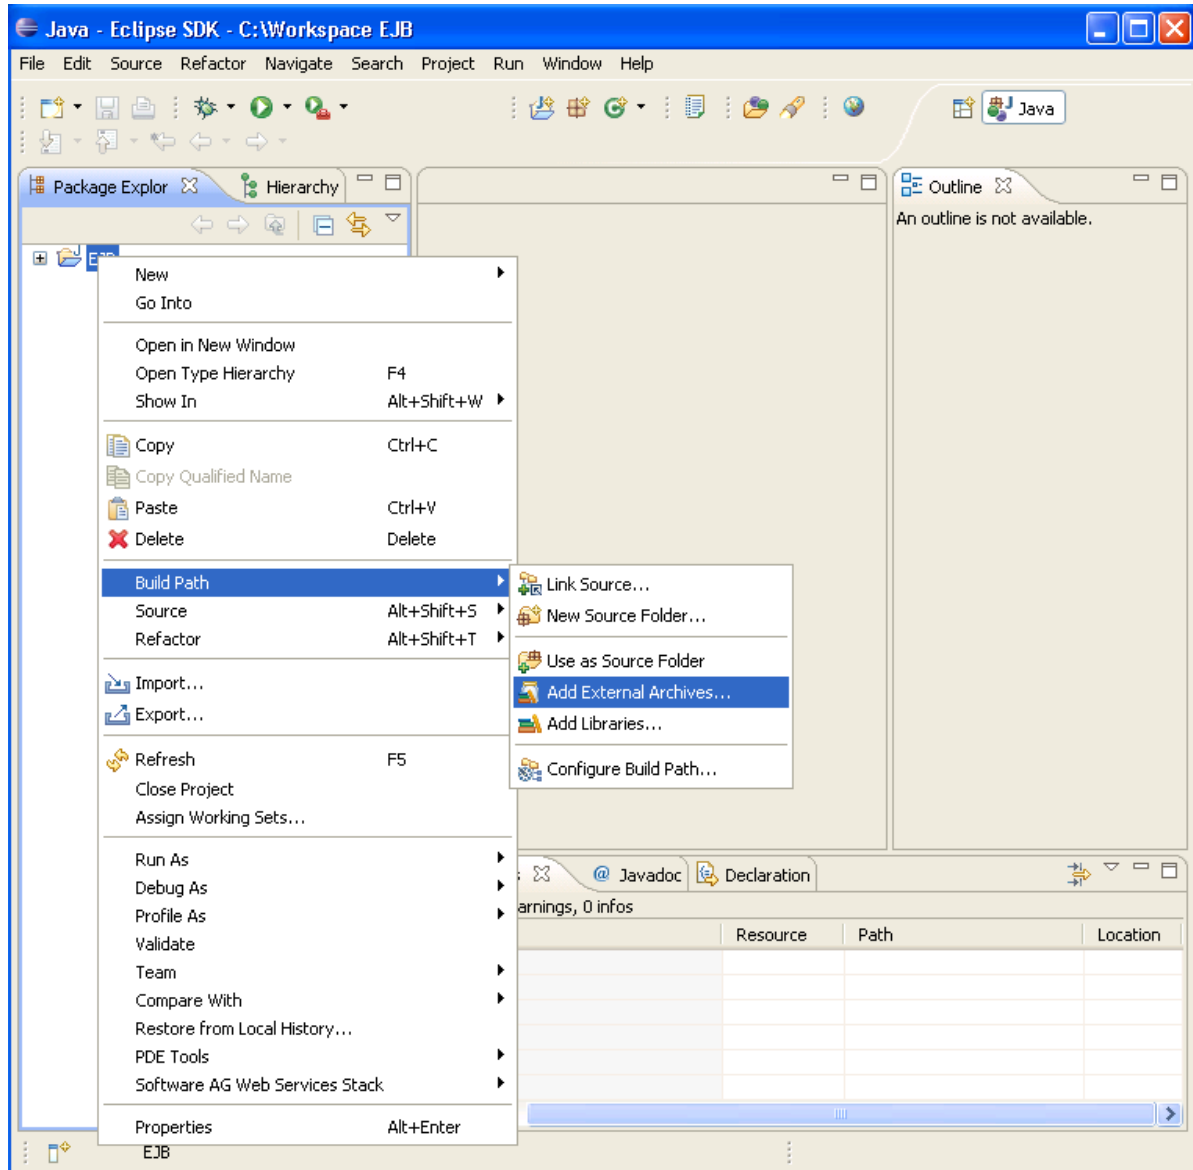 Java - Eclipse SDK - C:\Workspace EJB
File Edit Source Refactor Navigate Search Project Run Window Help
Java
Package Explor Hierarchy
Outline
An outline is not available.
New
Go Into
Open in New Window
Open Type Hierarchy F4
Show In Alt+Shift+W
Copy Ctrl+C
Copy Qualified Name
Paste Ctrl+V
Delete Delete
Build Path
Source Alt+Shift+S
Refactor Alt+Shift+T
Import...
Export...
Refresh F5
Close Project
Assign Working Sets...
Run As
Debug As
Profile As
Validate
Team
Compare With
Restore from Local History...
PDE Tools
Software AG Web Services Stack
Properties Alt+Enter
Link Source...
New Source Folder...
Use as Source Folder
Add External Archives...
Add Libraries...
Configure Build Path...
@ Javadoc Declaration
arnings, 0 infos
Resource Path Location
EJB